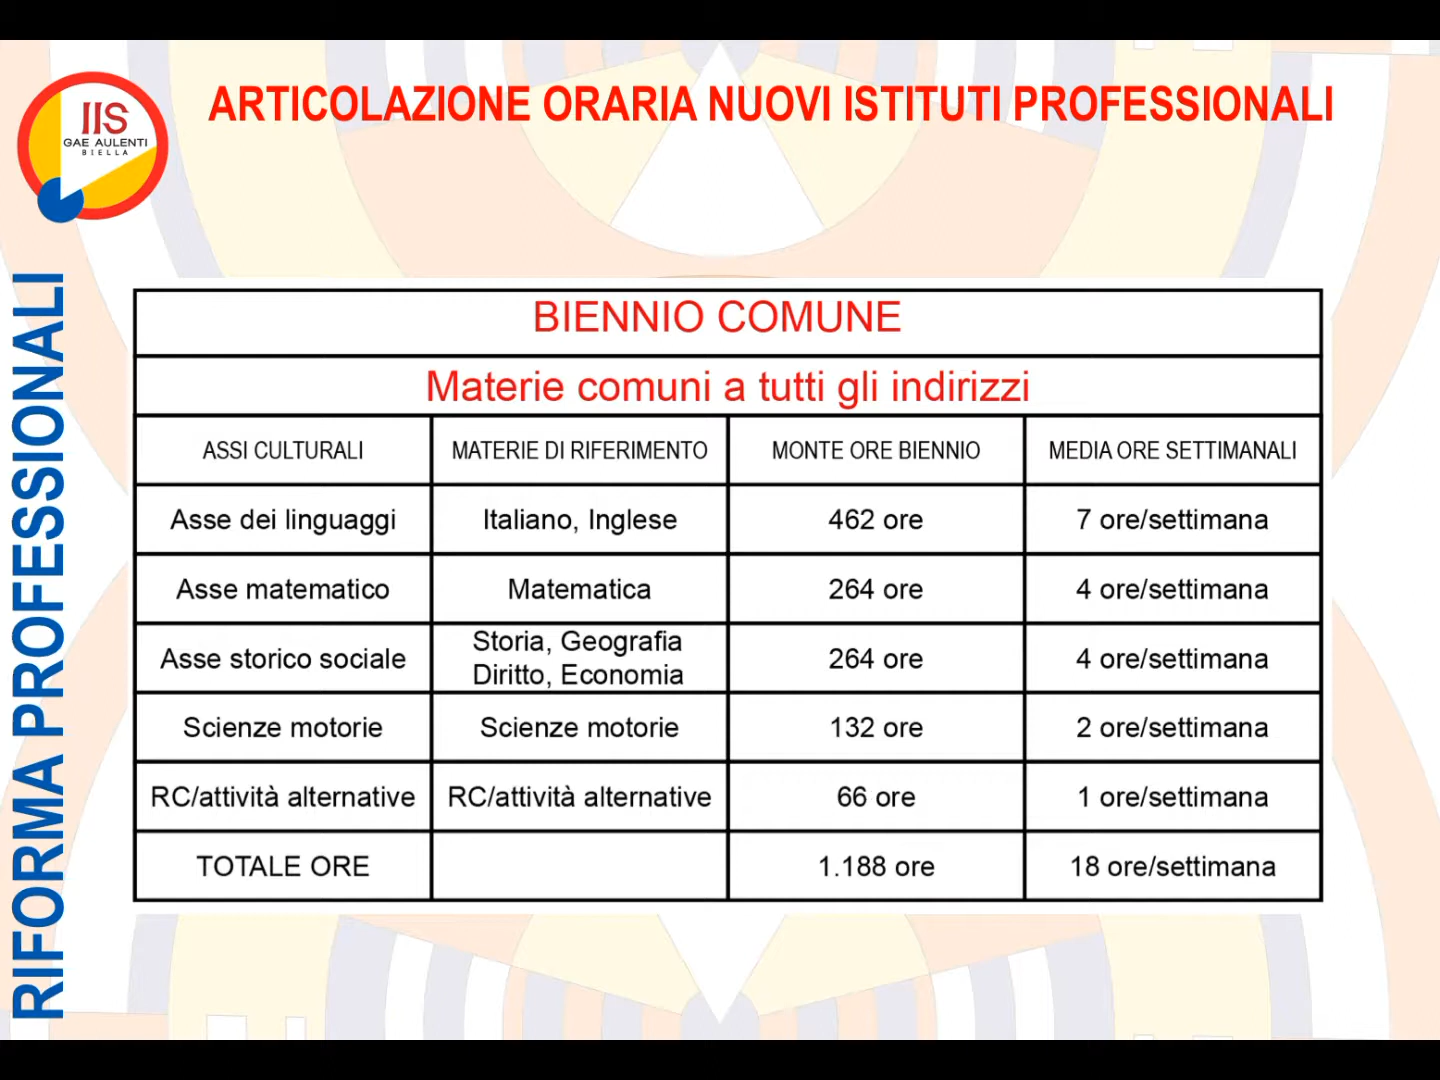 ARTICOLAZIONE ORARIA NUOVI ISTITUTI PROFESSIONALI
IIS
GAE AULENTI
BIELLA
RIFORMA PROFESSIONALI
BIENNIO COMUNE
Materie comuni a tutti gli indirizzi
ASSI CULTURALI MATERIE DI RIFERIMENTO MONTE ORE BIENNIO MEDIA ORE SETTIMANALI
Asse dei linguaggi Italiano, Inglese 462 ore 7 ore/settimana
Asse matematico Matematica 264 ore 4 ore/settimana
Asse storico sociale Storia, Geografia
Diritto, Economia 264 ore 4 ore/settimana
Scienze motorie Scienze motorie 132 ore 2 ore/settimana
RC/attività alternative RC/attività alternative 66 ore 1 ore/settimana
TOTALE ORE 1.188 ore 18 ore/settimana